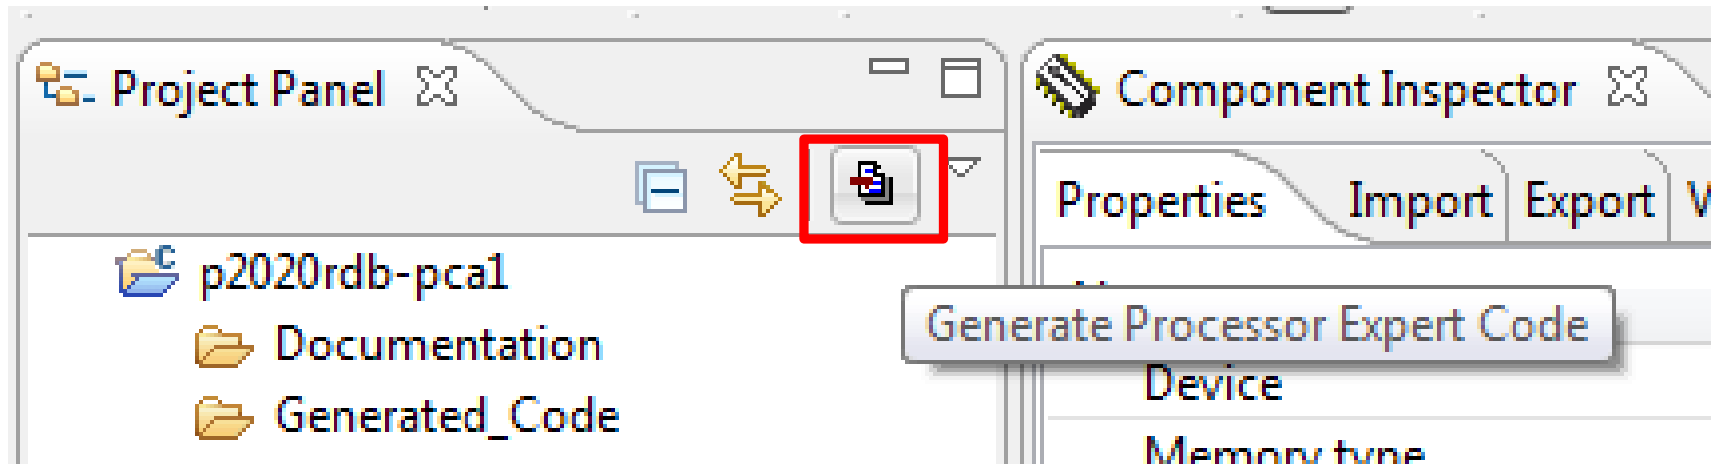 Project Panel
Component Inspector
Properties
Import
Export
p2020rdb-pca1
Generate Processor Expert Code
Documentation
Device
Generated_Code
Memory type